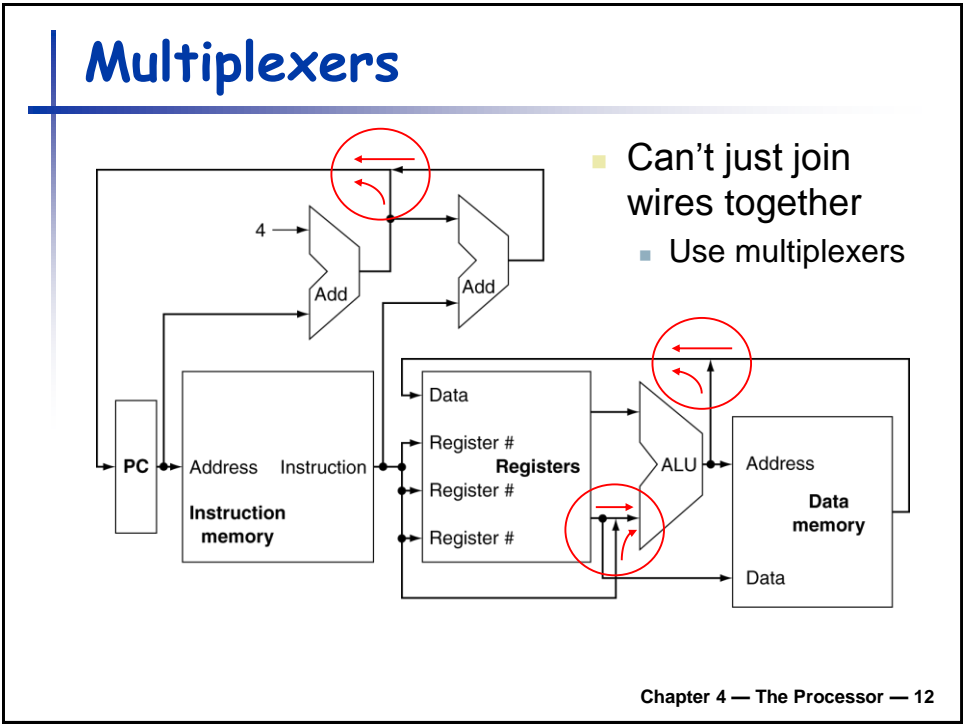 Multiplexers
Can't just join
wires together
Use multiplexers
4
Add
Add
Data
Register #
Registers
Register #
Register #
ALU
Address
Data
memory
Data
PC
Address
Instruction
Instruction
memory
Chapter 4 — The Processor — 12